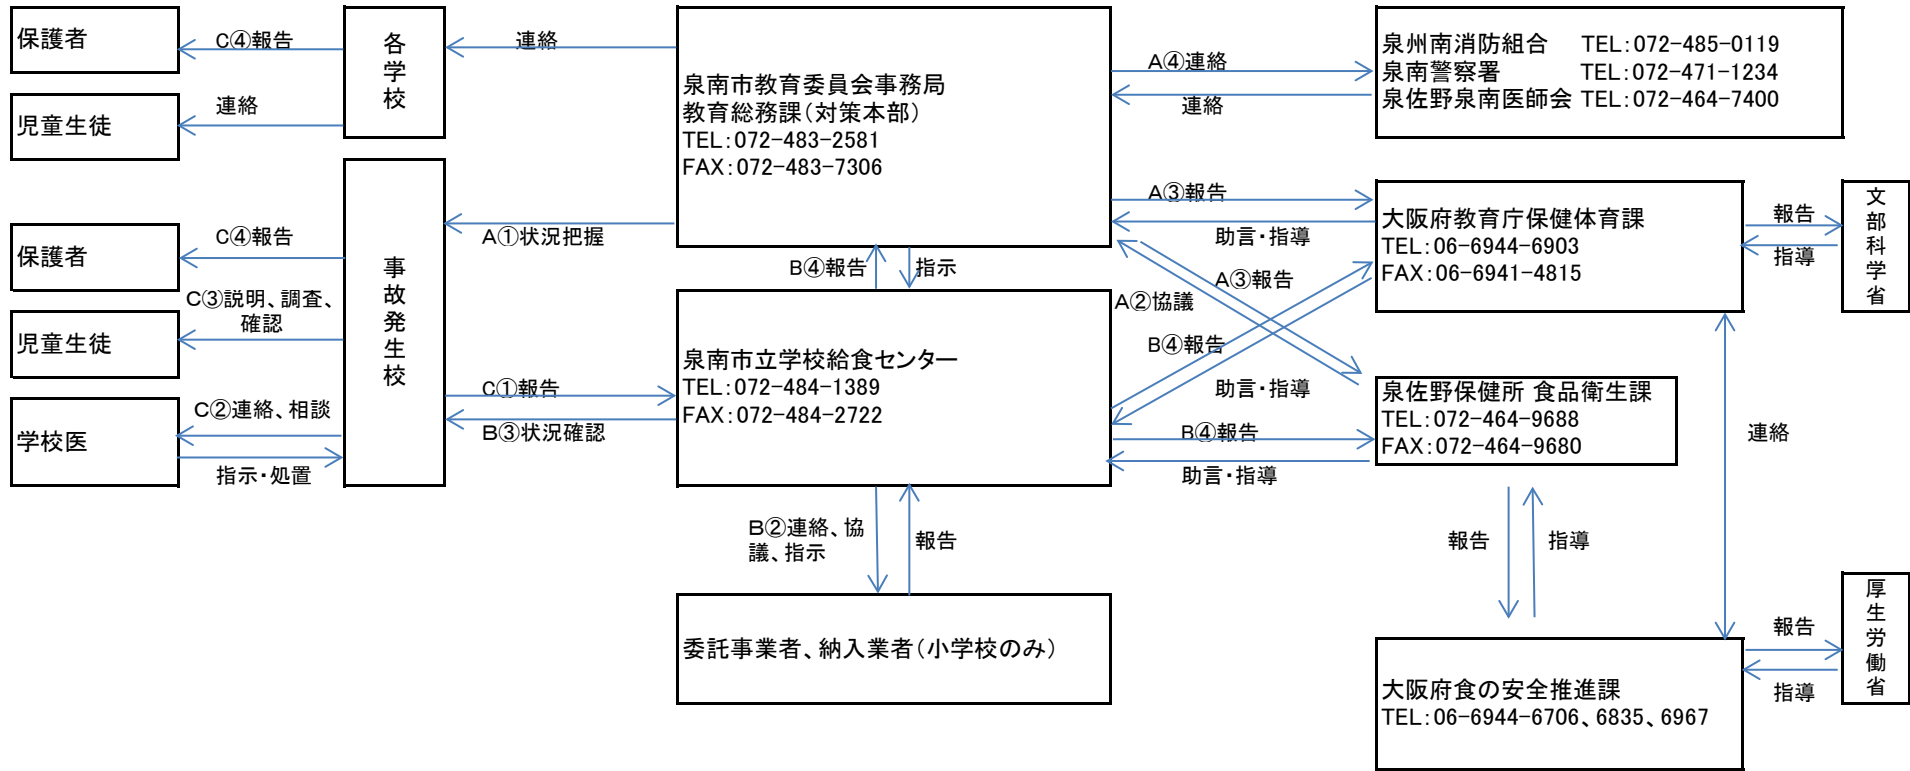 保護者
C④報告
各学校
連絡
児童生徒
連絡
泉南市教育委員会事務局
教育総務課（対策本部）
TEL：072-483-2581
FAX：072-483-7306
A④連絡
連絡
泉州南消防組合　TEL：072-485-0119
泉南警察署　TEL：072-471-1234
泉佐野泉南医師会 TEL：072-464-7400
A③報告
助言・指導
大阪府教育庁保健体育課
TEL：06-6944-6903
FAX：06-6941-4815
報告
指導
文部科学省
保護者
C④報告
事故発生校
A①状況把握
C③説明、調査、
確認
児童生徒
C②連絡、相談
学校医
指示・処置
B④報告
指示
A③報告
A②協議
B④報告
助言・指導
泉南市立学校給食センター
TEL：072-484-1389
FAX：072-484-2722
C①報告
B③状況確認
B④報告
助言・指導
泉佐野保健所 食品衛生課
TEL：072-464-9688
FAX：072-464-9680
連絡
B②連絡、協
議、指示
報告
報告
指導
委託事業者、納入業者（小学校のみ）
大阪府食の安全推進課
TEL：06-6944-6706、6835、6967
報告
指導
厚生労働省